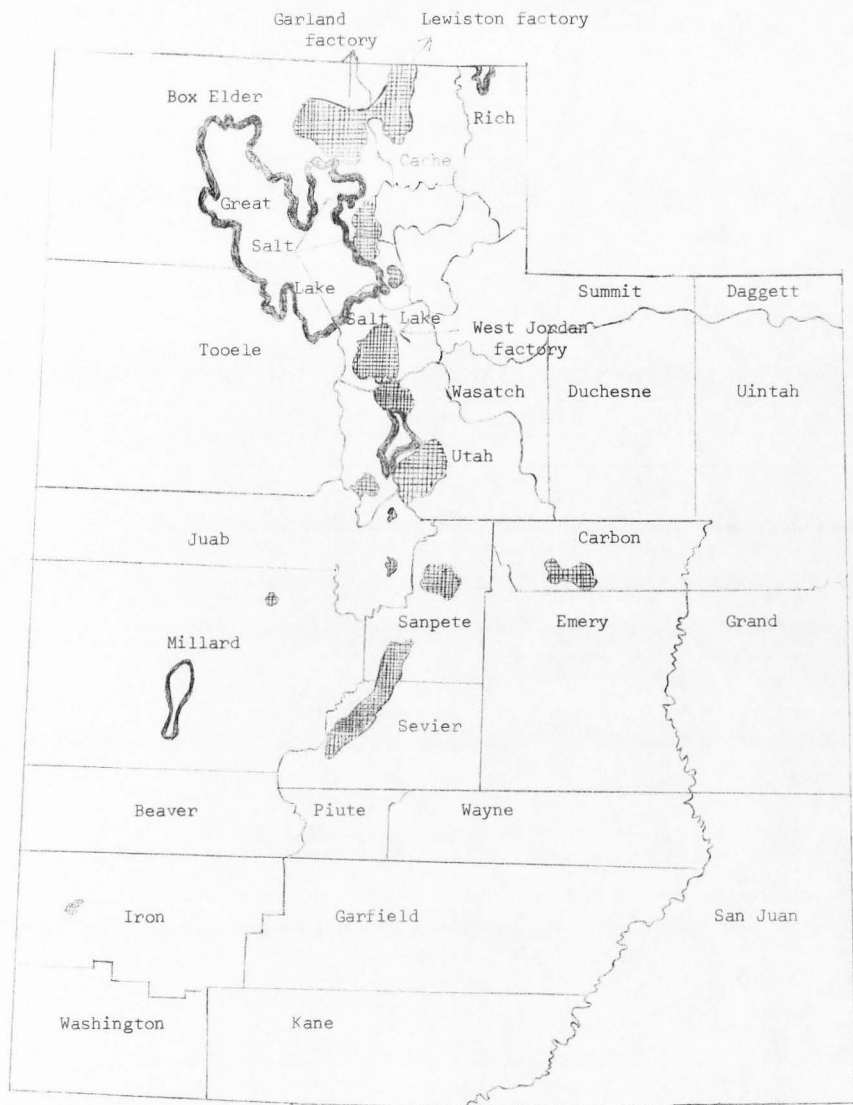 Garland factory
Lewiston factory
Box Elder
Rich
Cache
Great
Salt
Lake
Salt Lake
West Jordan factory
Summit
Daggett
Tooele
Wasatch
Duchesne
Uintah
Utah
Juab
Carbon
Sanpete
Emery
Grand
Millard
Sevier
Beaver
Piute
Wayne
Iron
Garfield
San Juan
Washington
Kane